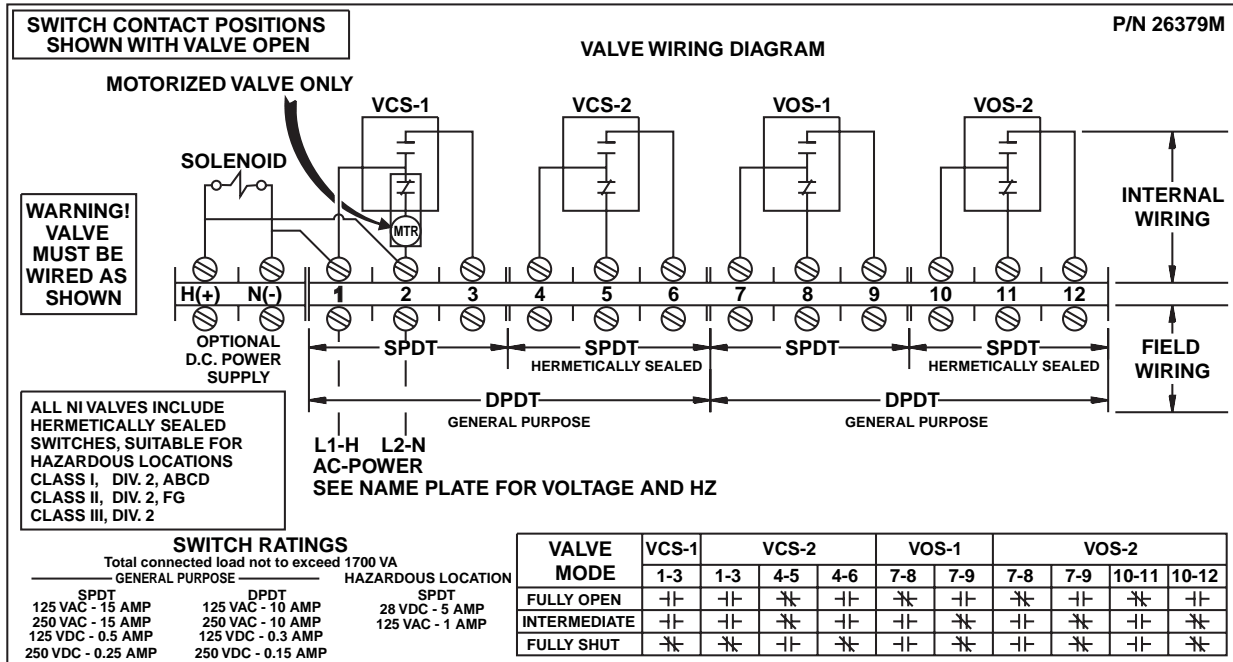 SWITCH CONTACT POSITIONS
SHOWN WITH VALVE OPEN
P/N 26379M
VALVE WIRING DIAGRAM
MOTORIZED VALVE ONLY
VCS-1
VCS-2
VOS-1
VOS-2
SOLENOID
MTR
INTERNAL
WIRING
WARNING!
VALVE
MUST BE
WIRED AS
SHOWN
H(+) N(-) 1 2 3 4 5 6 7 8 9 10 11 12
OPTIONAL
D.C. POWER
SUPPLY
SPDT
SPDT
HERMETICALLY SEALED
SPDT
SPDT
HERMETICALLY SEALED
FIELD
WIRING
DPDT
GENERAL PURPOSE
DPDT
GENERAL PURPOSE
ALL NI VALVES INCLUDE
HERMETICALLY SEALED
SWITCHES, SUITABLE FOR
HAZARDOUS LOCATIONS
CLASS I, DIV. 2, ABCD
CLASS II, DIV. 2, FG
CLASS III, DIV. 2
L1-H L2-N
AC-POWER
SEE NAME PLATE FOR VOLTAGE AND HZ
SWITCH RATINGS
Total connected load not to exceed 1700 VA
GENERAL PURPOSE
SPDT
125 VAC - 15 AMP
250 VAC - 15 AMP
125 VDC - 0.5 AMP
250 VDC - 0.25 AMP
DPDT
125 VAC - 10 AMP
250 VAC - 10 AMP
125 VDC - 0.3 AMP
250 VDC - 0.15 AMP
HAZARDOUS LOCATION
SPDT
28 VDC - 5 AMP
125 VAC - 1 AMP
VALVE
MODE
VCS-1 VCS-2 VOS-1 VOS-2
1-3 1-3 4-5 4-6 7-8 7-9 7-8 7-9 10-11 10-12
FULLY OPEN
INTERMEDIATE
FULLY SHUT